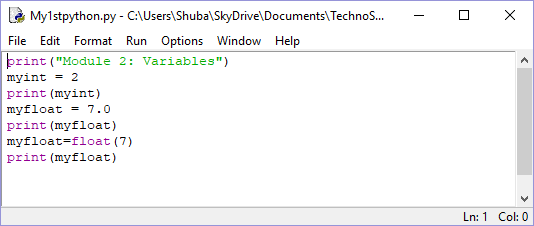 My1stpython.py - C:\Users\Shuba\SkyDrive\Documents\TechnoS...
File Edit Format Run Options Window Help
print("Module 2: Variables")
myint = 2
print(myint)
myfloat = 7.0
print(myfloat)
myfloat=float(7)
print(myfloat)
Ln: 1 Col: 0